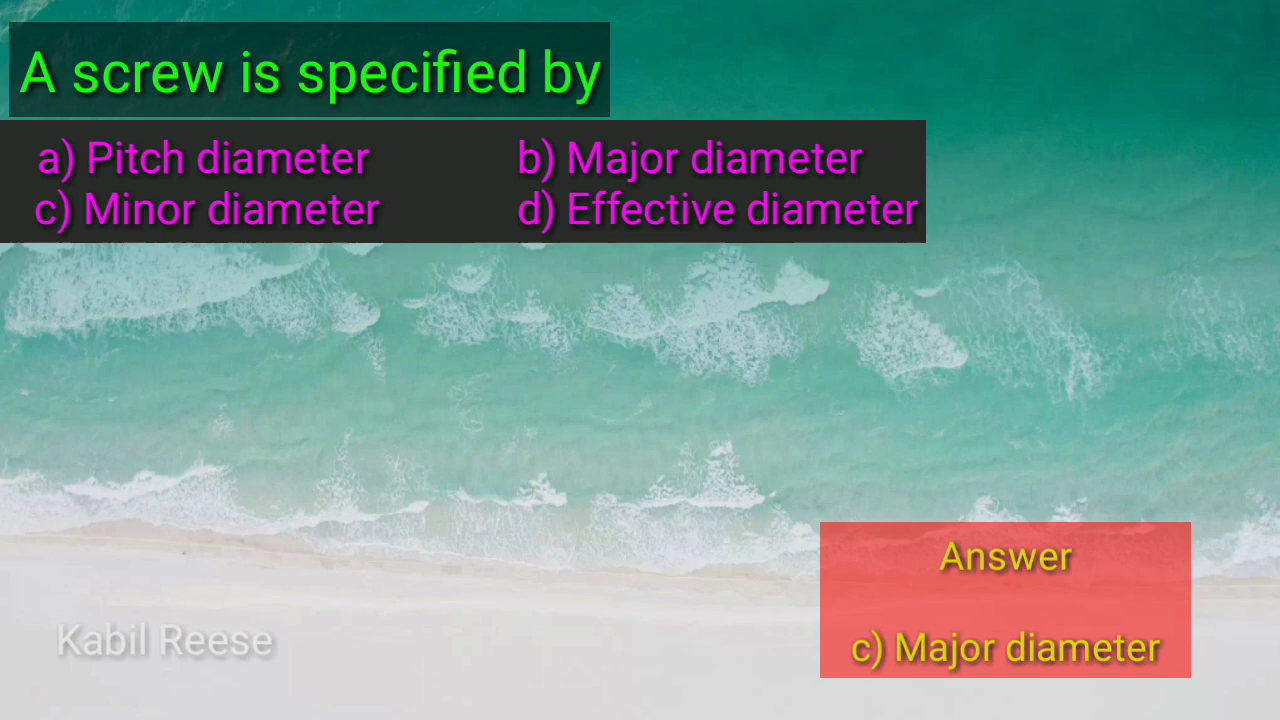 A screw is specified by
a) Pitch diameter b) Major diameter
c) Minor diameter d) Effective diameter
Answer
c) Major diameter
Kabil Reese